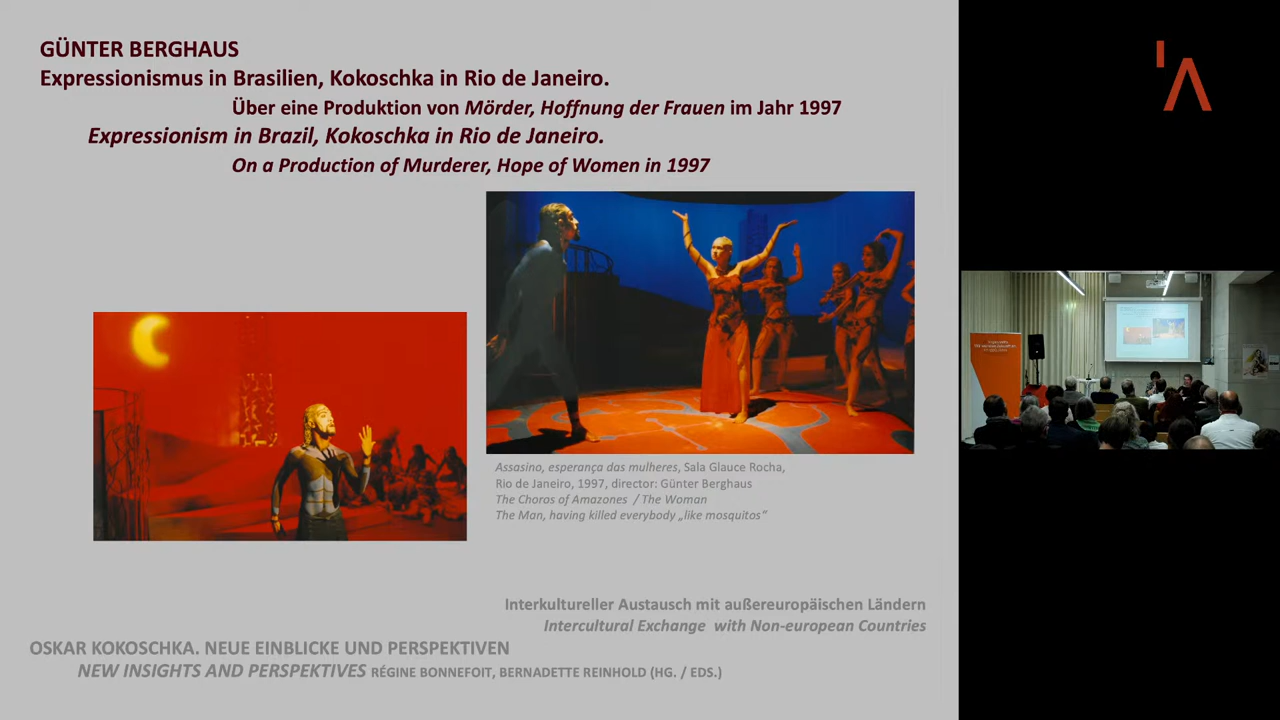 GÜNTER BERGHAUS
Expressionismus in Brasilien, Kokoschka in Rio de Janeiro.
Über eine Produktion von Mörder, Hoffnung der Frauen im Jahr 1997
Expressionism in Brazil, Kokoschka in Rio de Janeiro.
On a Production of Murderer, Hope of Women in 1997
Assasino, esperança das mulheres, Sala Glauce Rocha,
Rio de Janeiro, 1997, director: Günter Berghaus
The Choras of Amazones / The Woman
The Man, having killed everybody „like mosquitos"
Interkultureller Austausch mit außereuropäischen Ländern
Intercultural Exchange with Non-european Countries
OSKAR KOKOSCHKA. NEUE EINBLICKE UND PERSPEKTIVEN
NEW INSIGHTS AND PERSPEKTIVES RÉGINE BONNEFOIT, BERNADETTE REINHOLD (HG. / EDS.)